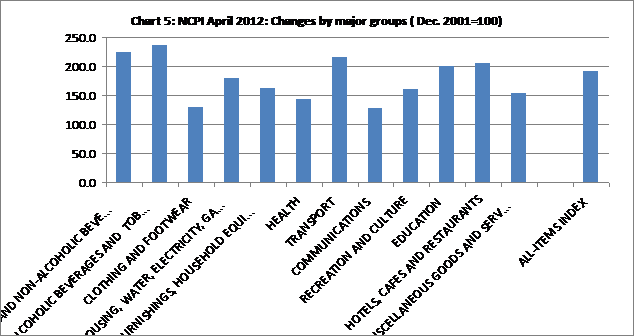 Chart 5: NCPI April 2012: Changes by major groups ( Dec. 2001=100)
250.0
200.0
150.0
100.0
50.0
0.0
AND NON-ALCOHOLIC BEVE...
ALCOHOLIC BEVERAGES AND TOB...
CLOTHING AND FOOTWEAR
OUSING, WATER, ELECTRICITY, GA...
URNISHINGS, HOUSEHOLD EQUI...
HEALTH
TRANSPORT
COMMUNICATIONS
RECREATION AND CULTURE
EDUCATION
HOTELS, CAFES AND RESTAURANTS
SCELLANEOUS GOODS AND SERV...
ALL-ITEMS INDEX